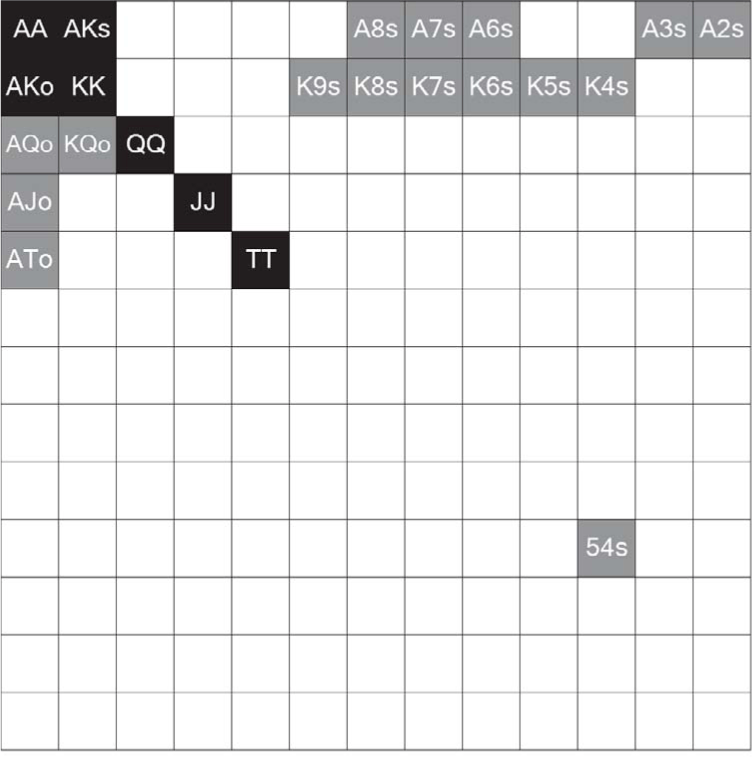 AA AKs A8s A7s A6s A3s A2s
AKo KK K9s K8s K7s K6s K5s K4s
AQo KQo QQ
AJo JJ
ATo TT
54s